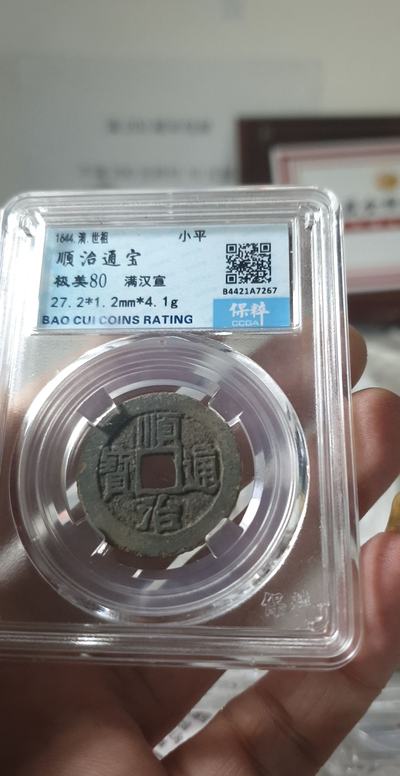 1644.清.世祖 小平
顺治通宝
极美80 满汉宣
27.2*1.2mm*4.1g
B4421A7267
保粹
CCGA
BAO CUI COINS RATING
順
寶 通
治